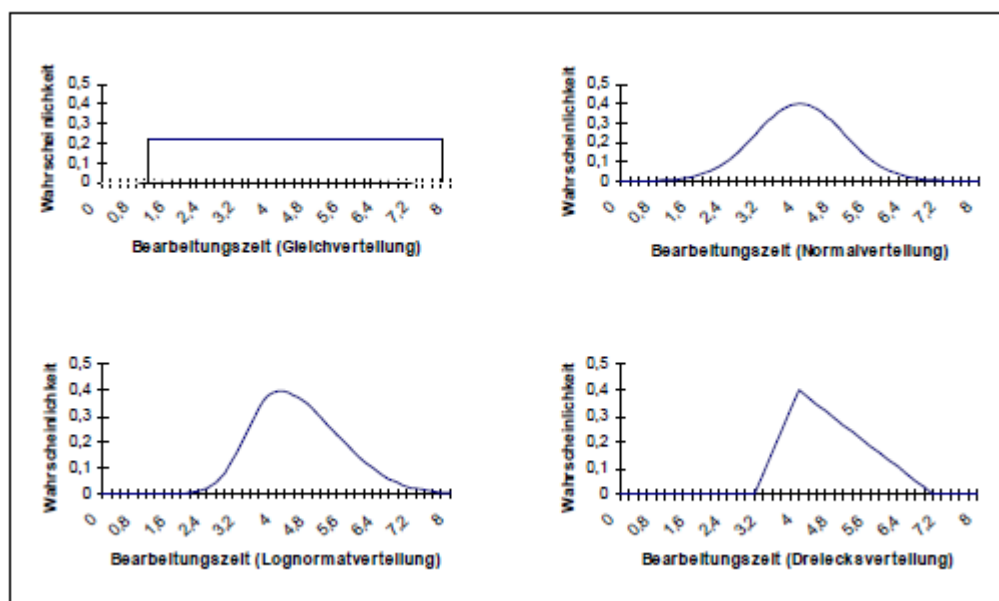 Wahrscheinlichkeit
0,5
0,4
0,3
0,2
0,1
0
0 0,8 1,6 2,4 3,2 4 4,8 5,6 6,4 7,2 8
Bearbeitungszeit (Gleichverteilung)
Wahrscheinlichkeit
0,5
0,4
0,3
0,2
0,1
0
0 0,8 1,6 2,4 3,2 4 4,8 5,6 6,4 7,2 8
Bearbeitungszeit (Normalverteilung)
Wahrscheinlichkeit
0,5
0,4
0,3
0,2
0,1
0
0 0,8 1,6 2,4 3,2 4 4,8 5,6 6,4 7,2 8
Bearbeitungszeit (Lognormatverteilung)
Wahrscheinlichkeit
0,5
0,4
0,3
0,2
0,1
0
0 0,8 1,6 2,4 3,2 4 4,8 5,6 6,4 7,2 8
Bearbeitungszeit (Dreiecksverteilung)